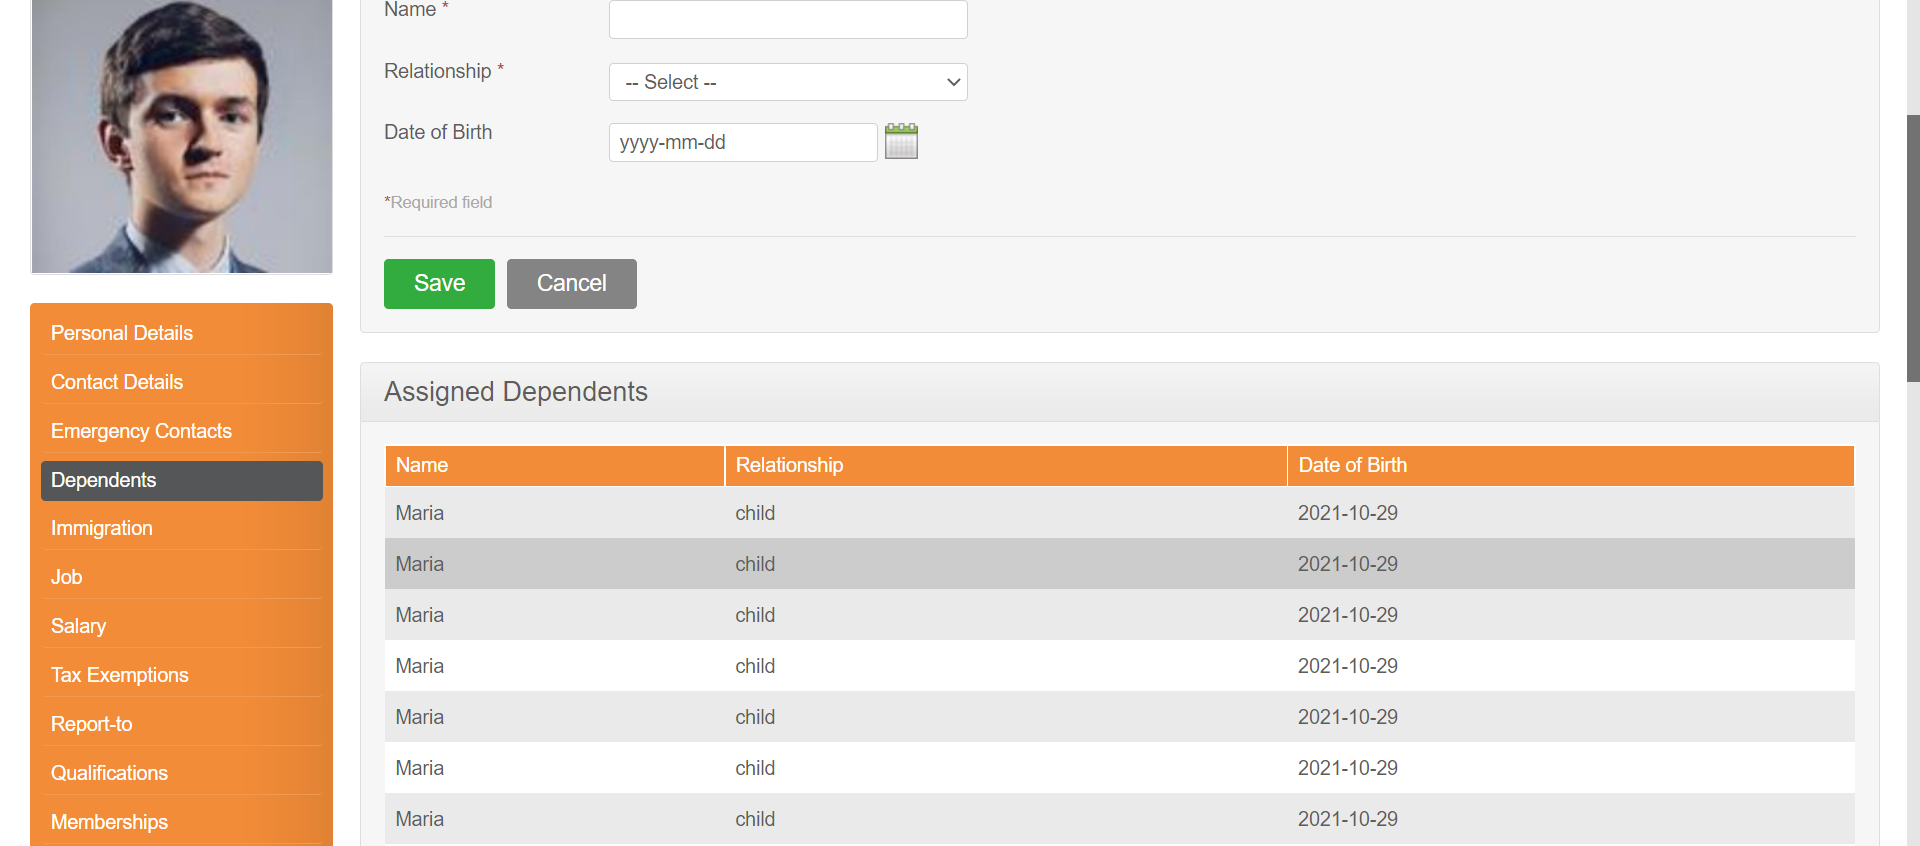 Name *
Relationship *
-- Select --
Date of Birth
yyyy-mm-dd
*Required field
Save
Cancel
Personal Details
Contact Details
Emergency Contacts
Dependents
Immigration
Job
Salary
Tax Exemptions
Report-to
Qualifications
Memberships
Assigned Dependents
Name Relationship Date of Birth
Maria child 2021-10-29
Maria child 2021-10-29
Maria child 2021-10-29
Maria child 2021-10-29
Maria child 2021-10-29
Maria child 2021-10-29
Maria child 2021-10-29